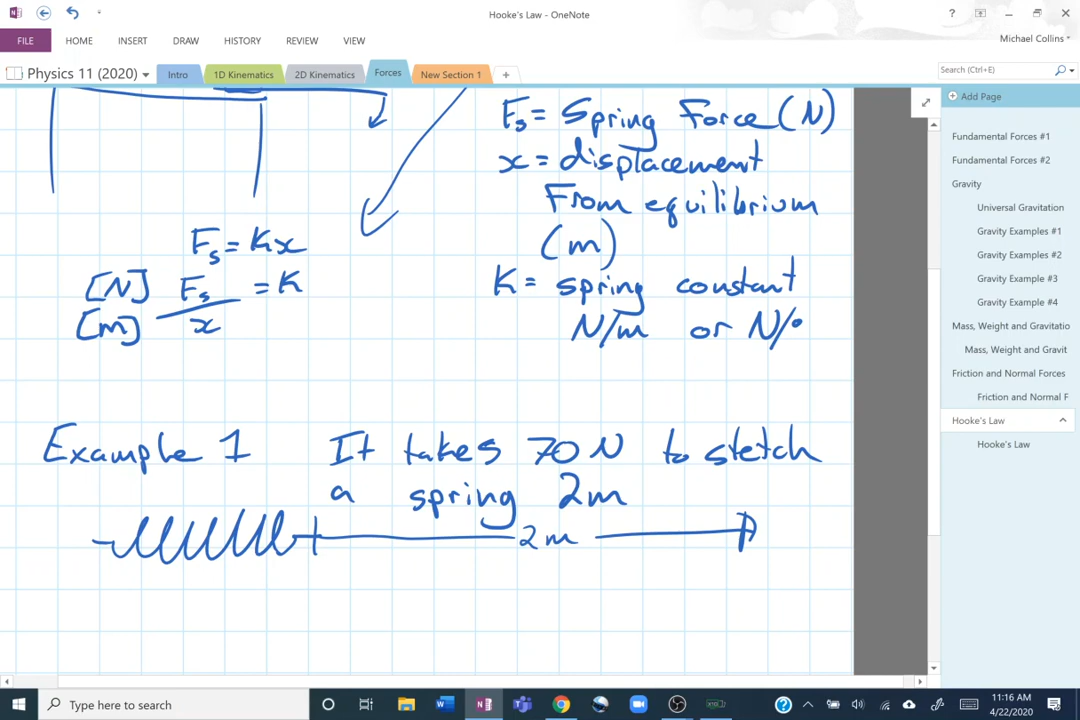 Hooke's Law - OneNote
?
FILE HOME INSERT DRAW HISTORY REVIEW VIEW
Michael Collins
Physics 11 (2020) Intro 1D Kinematics 2D Kinematics Forces New Section 1 +
Search (Ctrl+E)
Add Page
Fundamental Forces #1
Fundamental Forces #2
Gravity
Universal Gravitation
Gravity Examples #1
Gravity Examples #2
Gravity Example #3
Gravity Example #4
Mass, Weight and Gravitatio
Mass, Weight and Gravit
Friction and Normal Forces
Friction and Normal F
Hooke's Law
Hooke's Law
Fs = Spring Force (N)
x = displacement
From equilibrium
(m)
K = spring constant
N/m or N/
Fs = Kx
[N] Fs = K
[m] x
Example 1 It takes 70 N to stetch
a spring 2m
2m
Type here to search
11:16 AM
4/22/2020